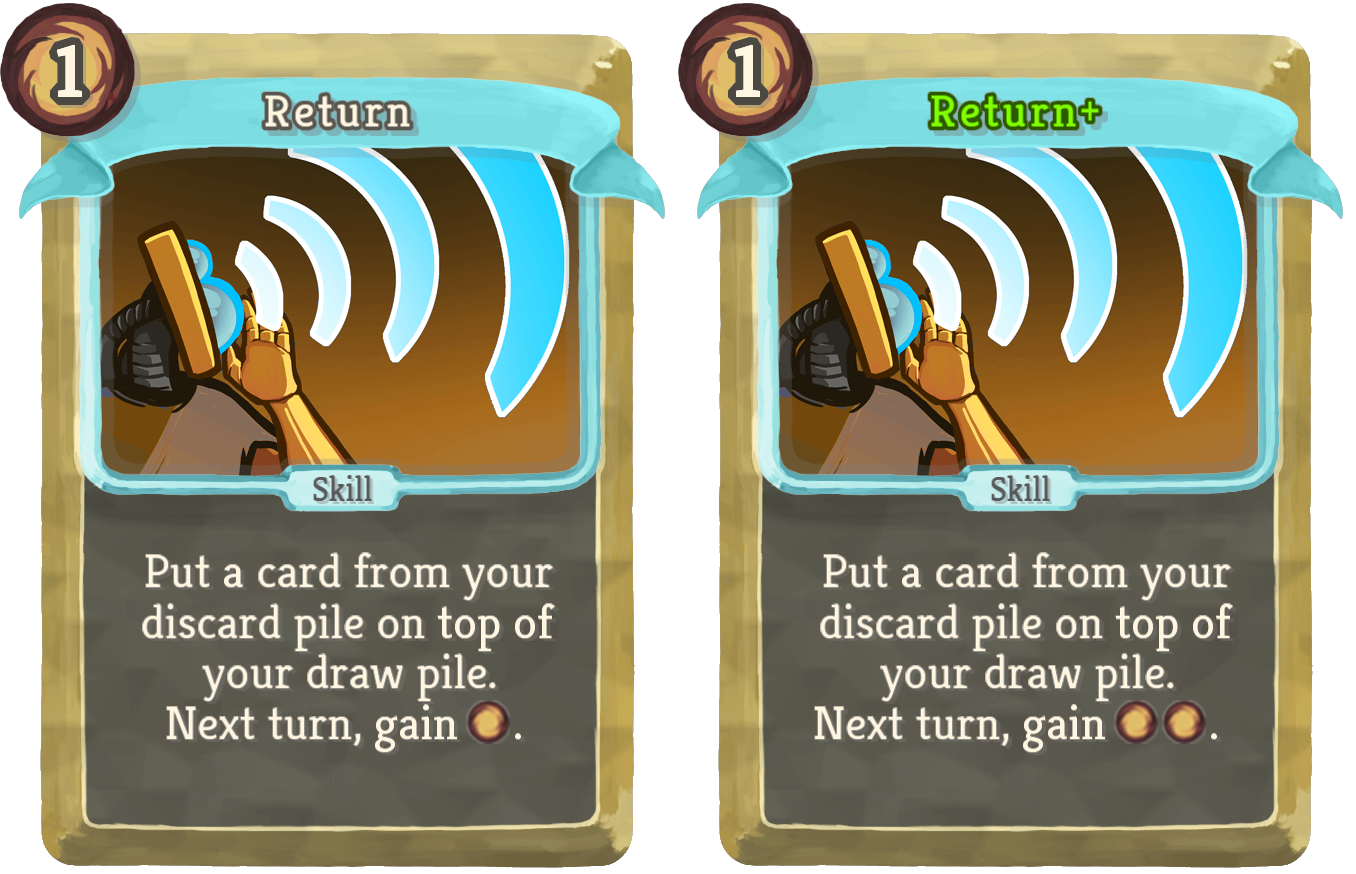 1
Return
Skill
Put a card from your
discard pile on top of
your draw pile.
Next turn, gain .
1
Return+
Skill
Put a card from your
discard pile on top of
your draw pile.
Next turn, gain .